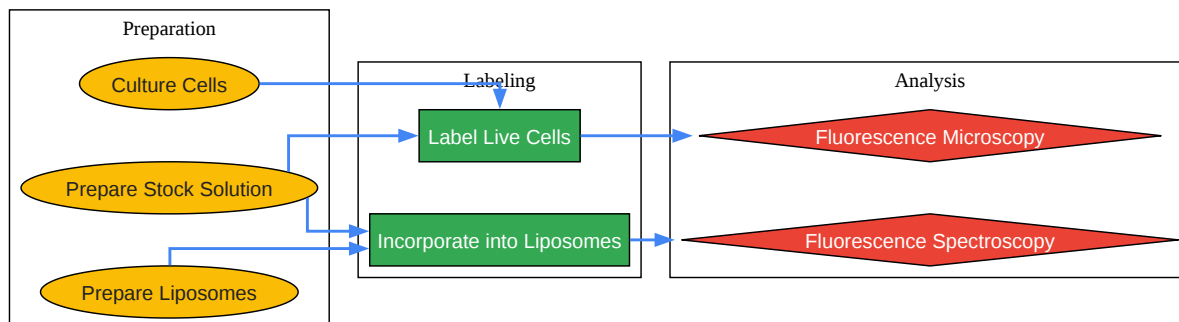 Preparation
Culture Cells
Prepare Stock Solution
Prepare Liposomes
Labeling
Label Live Cells
Incorporate into Liposomes
Analysis
Fluorescence Microscopy
Fluorescence Spectroscopy